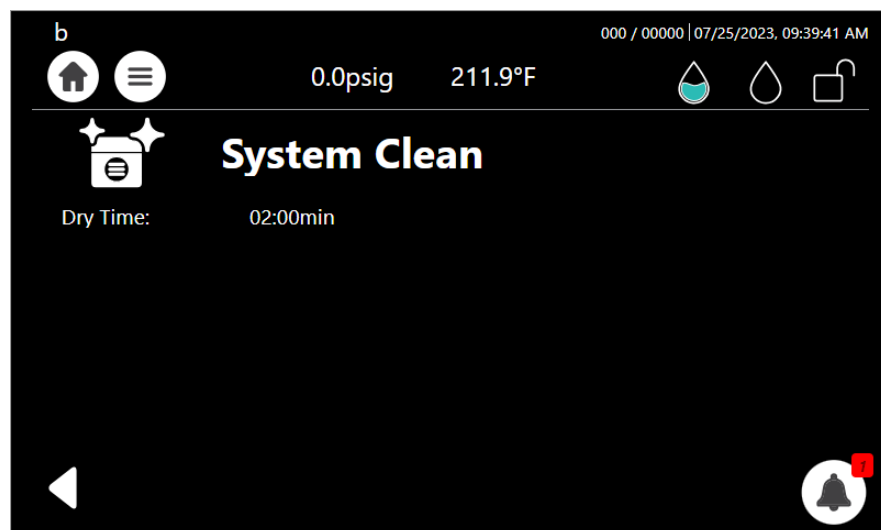 b
000 / 00000 | 07/25/2023, 09:39:41 AM
0.0psig 211.9°F
System Clean
Dry Time: 02:00min
1